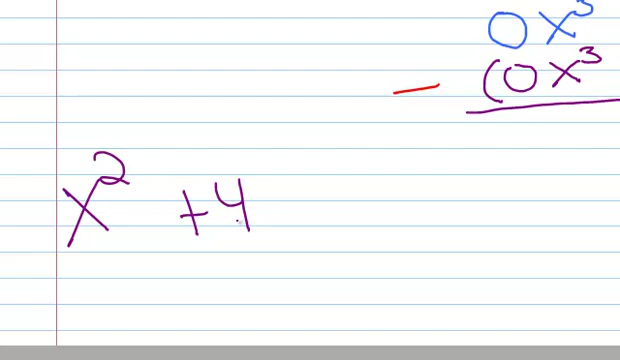 0x³
- (0x³
x² +4